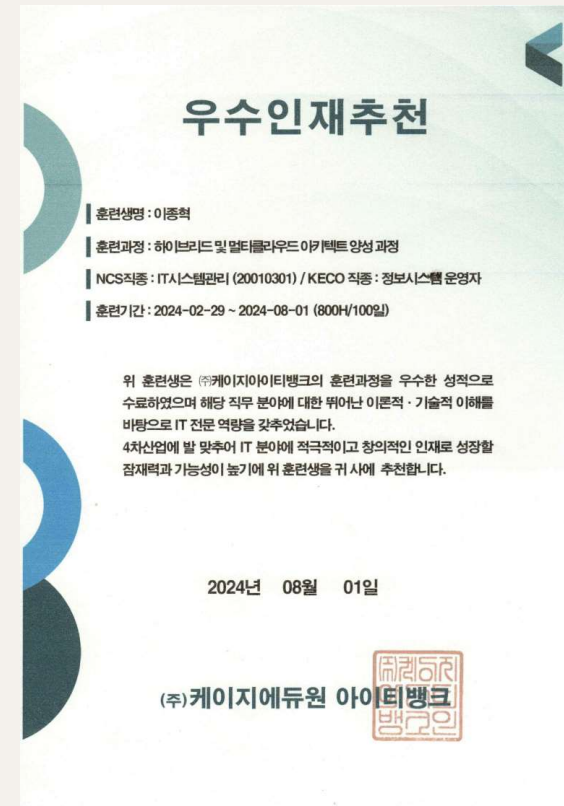 우수인재추천
훈련생명 : 이종혁
훈련과정 : 하이브리드 및 멀티클라우드 아키텍트 양성 과정
NCS직종 : IT시스템관리 (20010301) / KECO 직종 : 정보시스템 운영자
훈련기간 : 2024-02-29 ~ 2024-08-01 (800H/100일)
위 훈련생은 ㈜케이지아이티뱅크의 훈련과정을 우수한 성적으로
수료하였으며 해당 직무 분야에 대한 뛰어난 이론적 · 기술적 이해를
바탕으로 IT 전문 역량을 갖추었습니다.
4차산업에 발 맞추어 IT 분야에 적극적이고 창의적인 인재로 성장할
잠재력과 가능성이 높기에 위 훈련생을 귀 사에 추천합니다.
2024년 08월 01일
(주)케이지에듀원 아이티뱅크